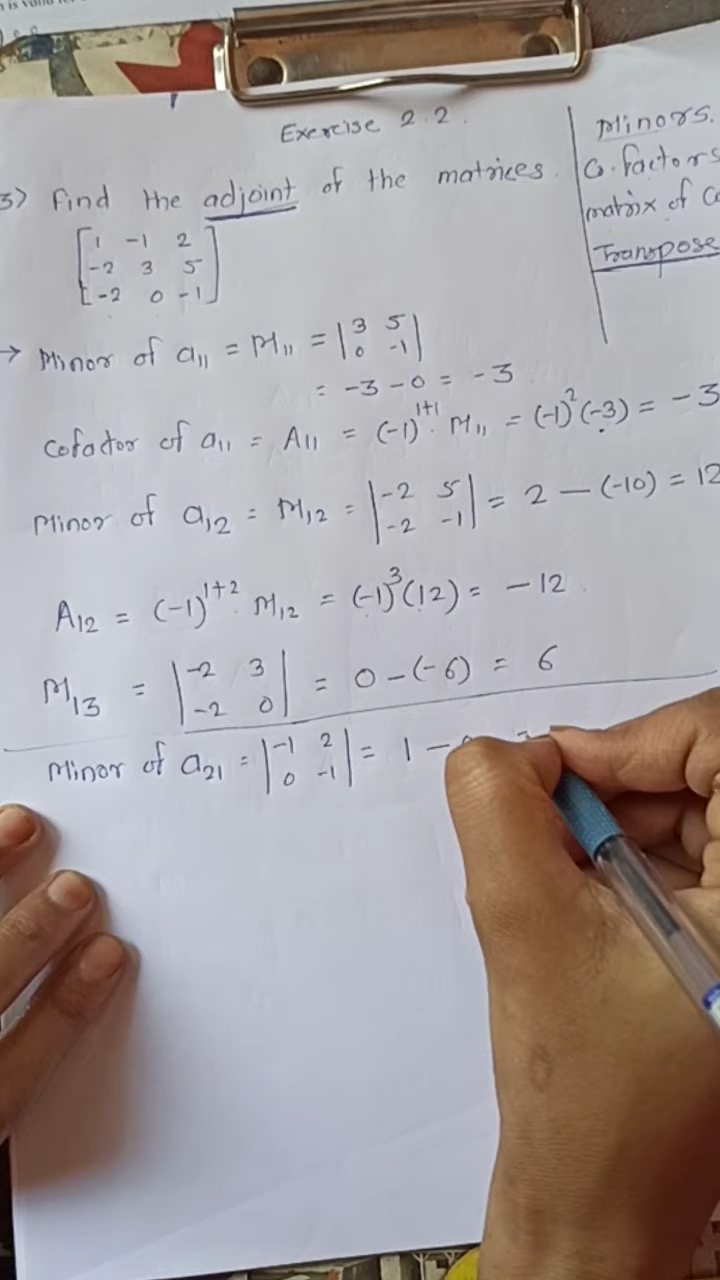 Exercise 2.2
Minors.
Co.factors
matrix of
Transpose
3) Find the adjoint of the matrices
[1 -1 2
-2 3 5
-2 0 -1]
→ Minor of a₁₁ = M₁₁ = |3 5
0 -1|
= -3 - 0 = -3
Cofactor of a₁₁ = A₁₁ = (-1)¹⁺¹. M₁₁ = (-1)²(-3) = -3
Minor of a₁₂ = M₁₂ = |-2 5
-2 -1| = 2 - (-10) = 12
A₁₂ = (-1)¹⁺². M₁₂ = (-1)³(12) = -12.
M₁₃ = |-2 3
-2 0| = 0 - (-6) = 6
Minor of a₂₁ = |-1 2
0 -1| = 1 -